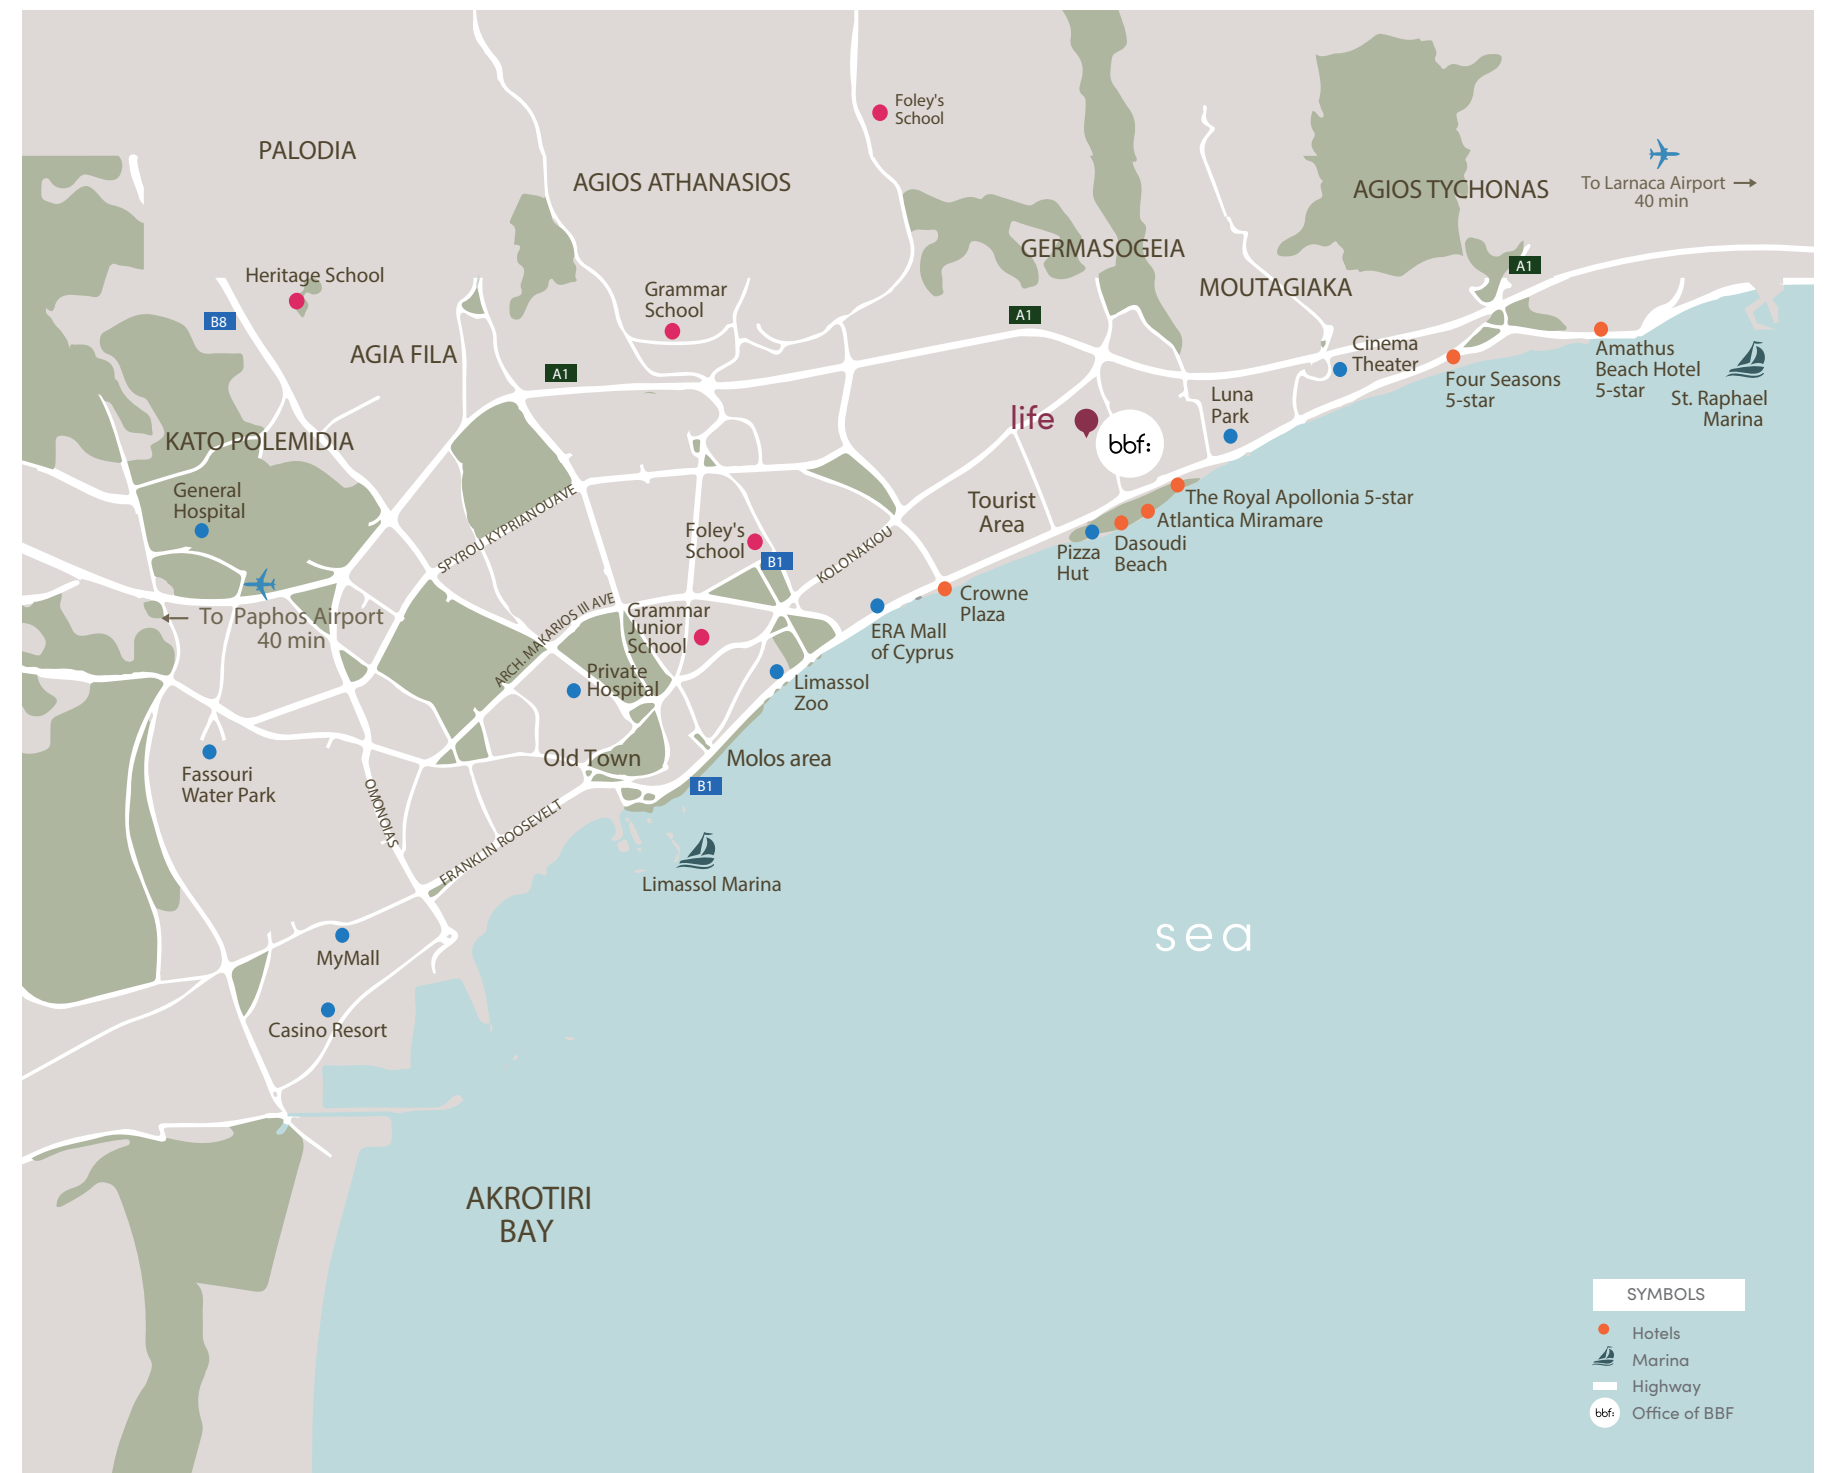 Foley's
School
PALODIA
AGIOS ATHANASIOS
AGIOS TYCHONAS
To Larnaca Airport
40 min
GERMASOGEIA
MOUTAGIAKA
A1
Heritage School
Grammar
School
B8
A1
AGIA FILA
A1
Cinema
Theater
Amathus
Beach Hotel
5-star
Four Seasons
5-star
St. Raphael
Marina
Luna
Park
life
bbf:
KATO POLEMIDIA
General
Hospital
SPYROU KYPRIANOUAVE
Tourist
Area
The Royal Apollonia 5-star
Atlantica Miramare
Dasoudi
Beach
Pizza
Hut
Foley's
School
B1
KOLONAKIOU
Crowne
Plaza
ERA Mall
of Cyprus
To Paphos Airport
40 min
ARCH. MAKARIOS III AVE
Grammar
Junior
School
Private
Hospital
Limassol
Zoo
Old Town
Molos area
B1
Fassouri
Water Park
OMONOIAS
FRANKLIN ROOSEVELT
Limassol Marina
sea
MyMall
Casino Resort
AKROTIRI
BAY
SYMBOLS
Hotels
Marina
Highway
bbf:
Office of BBF